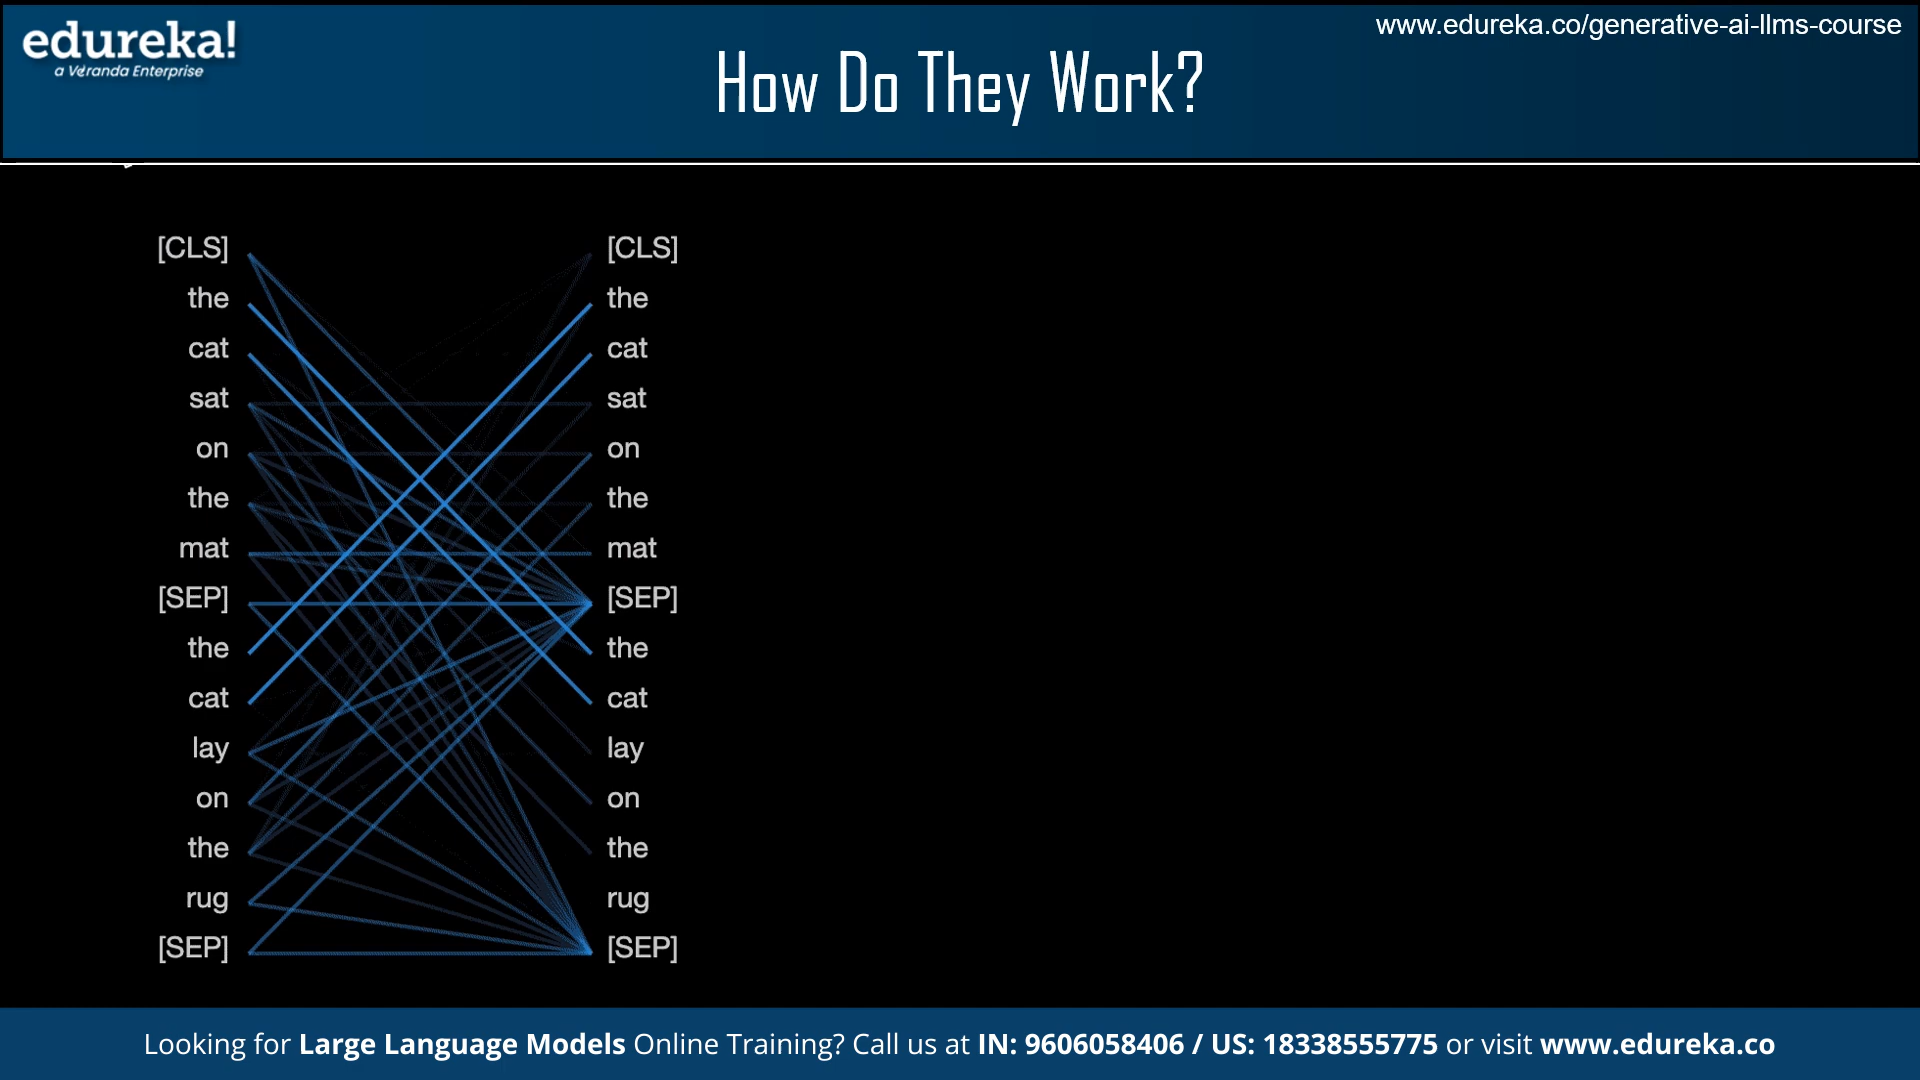 edureka!
a Veranda Enterprise
www.edureka.co/generative-ai-llms-course
How Do They Work?
[CLS] [CLS]
the the
cat cat
sat sat
on on
the the
mat mat
[SEP] [SEP]
the the
cat cat
lay lay
on on
the the
rug rug
[SEP] [SEP]
Looking for Large Language Models Online Training? Call us at IN: 9606058406 / US: 18338555775 or visit www.edureka.co